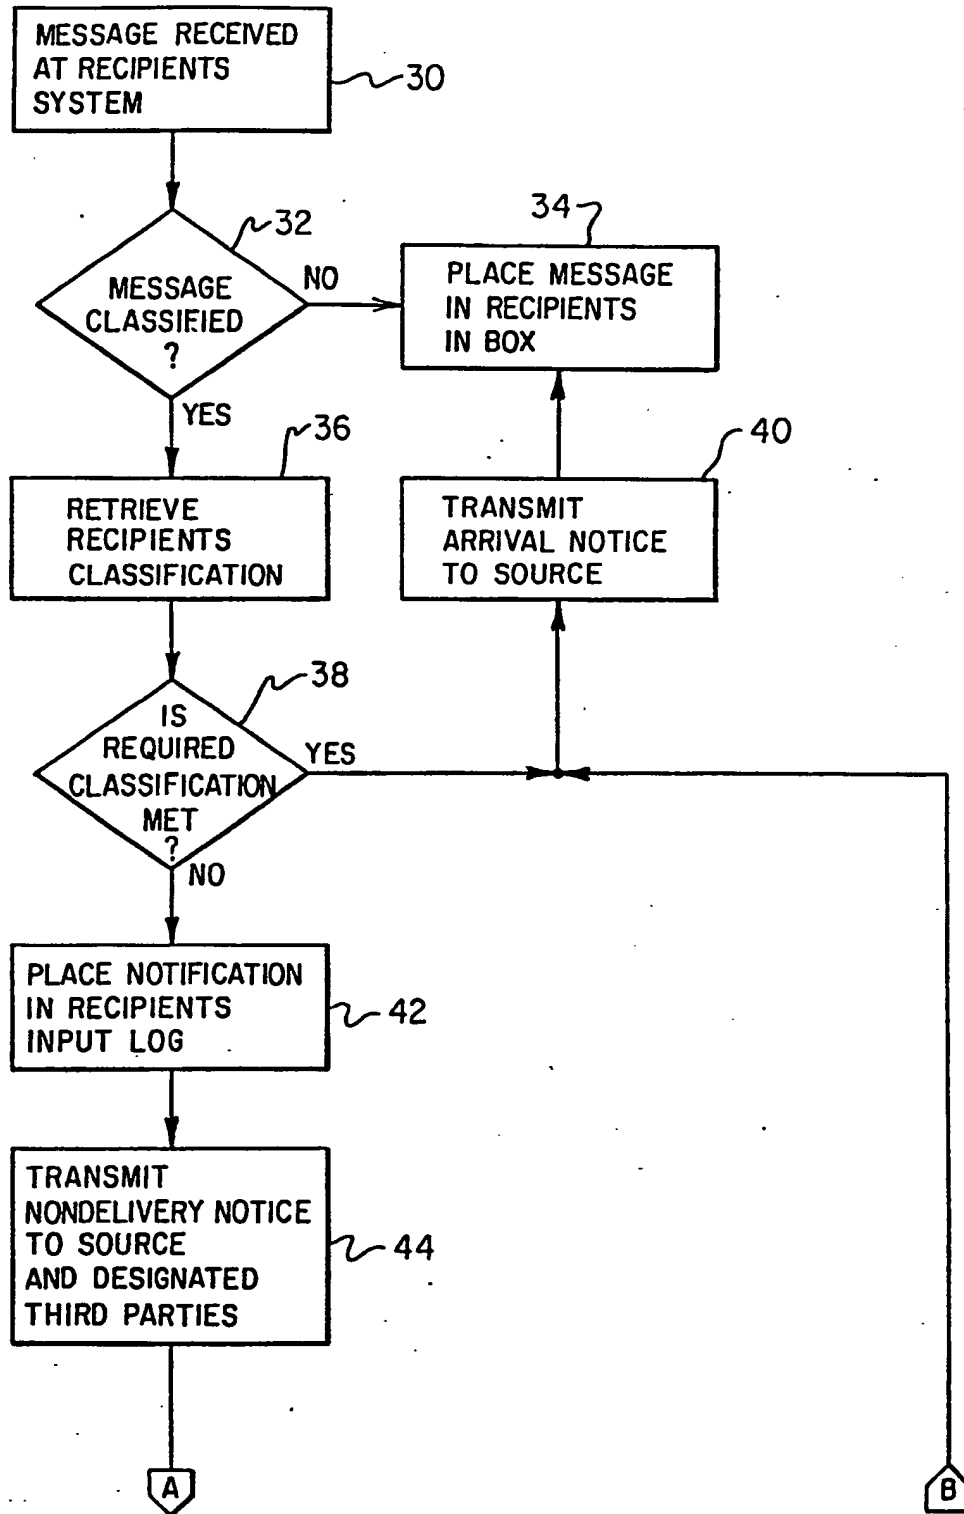 MESSAGE RECEIVED
AT RECIPIENTS
SYSTEM
30
32
MESSAGE
CLASSIFIED
?
NO
YES
34
PLACE MESSAGE
IN RECIPIENTS
IN BOX
36
RETRIEVE
RECIPIENTS
CLASSIFICATION
40
TRANSMIT
ARRIVAL NOTICE
TO SOURCE
38
IS
REQUIRED
CLASSIFICATION
MET
?
YES
NO
PLACE NOTIFICATION
IN RECIPIENTS
INPUT LOG
42
TRANSMIT
NONDELIVERY NOTICE
TO SOURCE
AND DESIGNATED
THIRD PARTIES
44
A
B